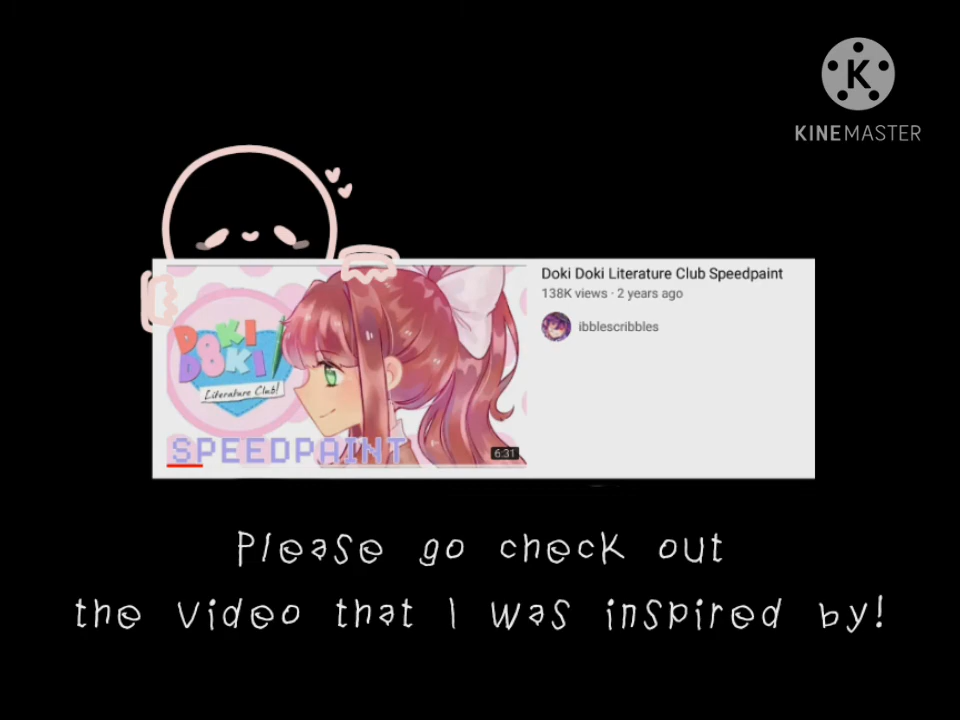 KINEMASTER
Doki Doki Literature Club Speedpaint
138K views · 2 years ago
ibblescribbles
DOKI
DOKI
Literature Club!
SPEEDPAINT
6:31
Please go check out
the video that I was inspired by!